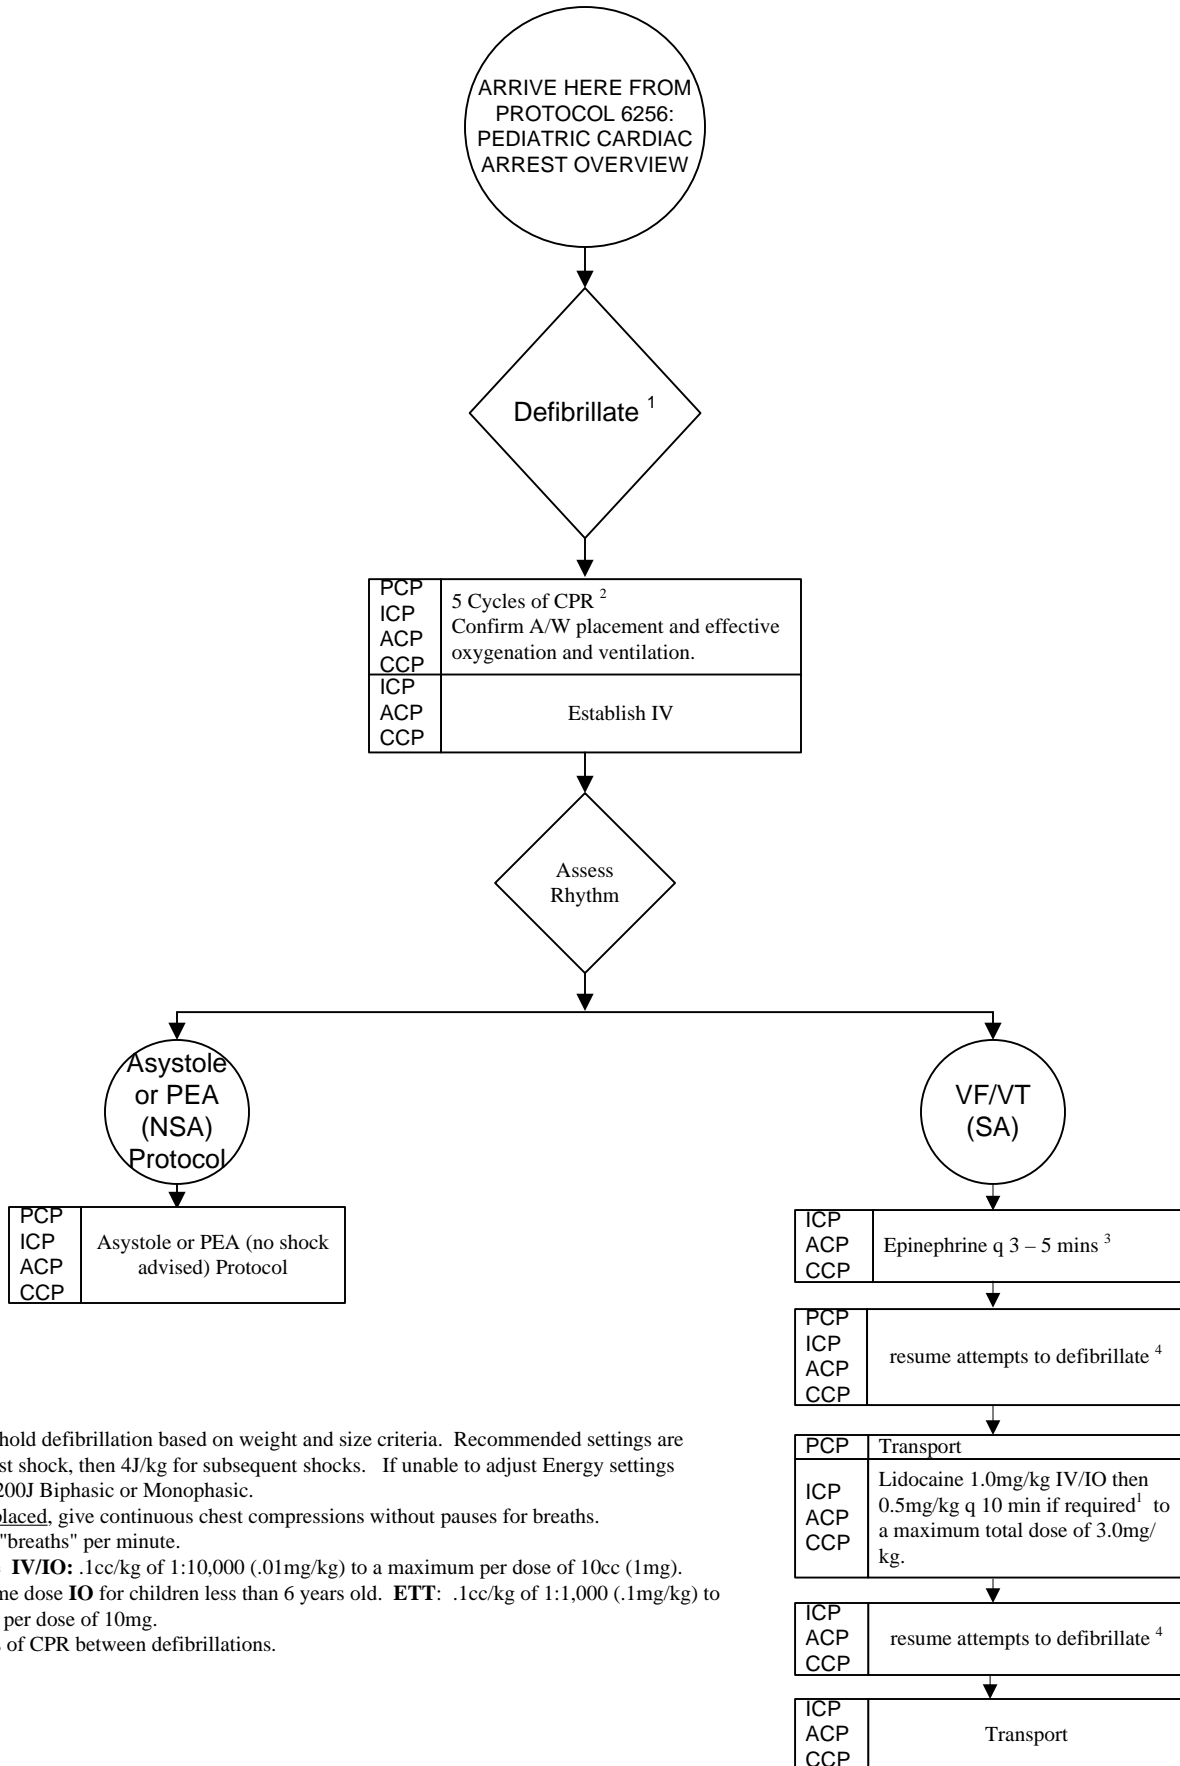 ARRIVE HERE FROM
PROTOCOL 6256:
PEDIATRIC CARDIAC
ARREST OVERVIEW
Defibrillate 1
PCP
ICP
ACP
CCP
5 Cycles of CPR 2
Confirm A/W placement and effective
oxygenation and ventilation.
ICP
ACP
CCP
Establish IV
Assess
Rhythm
Asystole
or PEA
(NSA)
Protocol
PCP
ICP
ACP
CCP
Asystole or PEA (no shock
advised) Protocol
VF/VT
(SA)
ICP
ACP
CCP
Epinephrine q 3 – 5 mins 3
PCP
ICP
ACP
CCP
resume attempts to defibrillate 4
PCP
Transport
ICP
ACP
CCP
Lidocaine 1.0mg/kg IV/IO then
0.5mg/kg q 10 min if required1 to
a maximum total dose of 3.0mg/
kg.
ICP
ACP
CCP
resume attempts to defibrillate 4
ICP
ACP
CCP
Transport
hold defibrillation based on weight and size criteria. Recommended settings are
st shock, then 4J/kg for subsequent shocks. If unable to adjust Energy settings
200J Biphasic or Monophasic.
placed, give continuous chest compressions without pauses for breaths.
"breaths" per minute.
IV/IO: .1cc/kg of 1:10,000 (.01mg/kg) to a maximum per dose of 10cc (1mg).
me dose IO for children less than 6 years old. ETT: .1cc/kg of 1:1,000 (.1mg/kg) to
per dose of 10mg.
s of CPR between defibrillations.